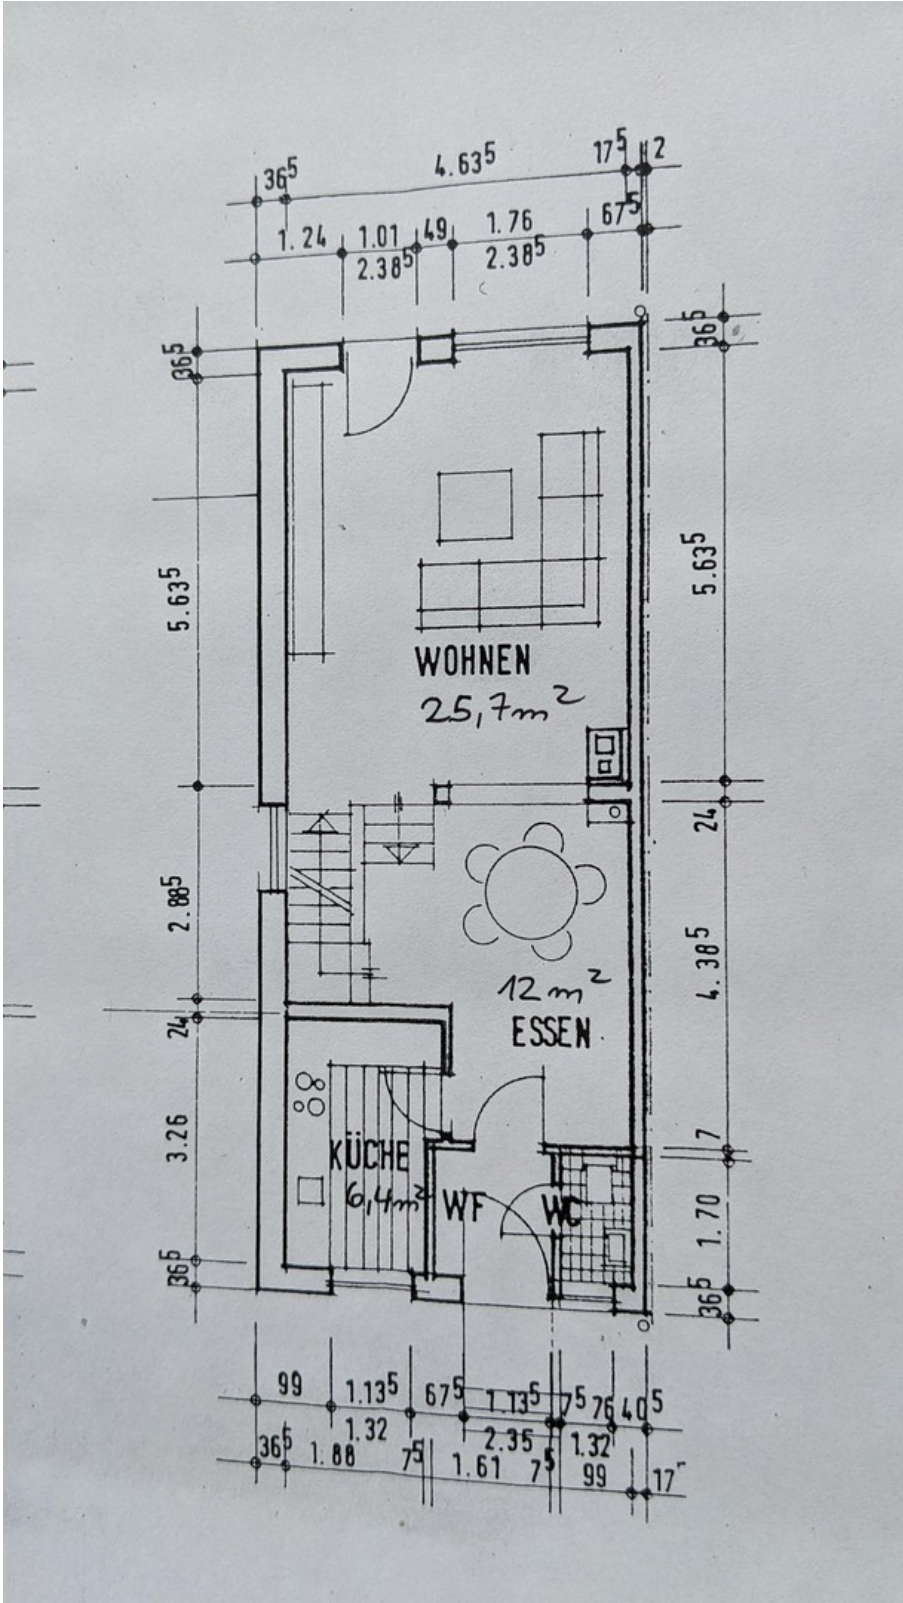 36⁵ 4.63⁵ 17⁵ 2
1.24 1.01 49 1.76 67⁵
2.38⁵ 2.38⁵
36⁵
36⁵
5.63⁵
5.63⁵
WOHNEN
25,7m²
24
2.88⁵
4.38⁵
12m²
ESSEN
24
3.26
7
KÜCHE
6,4m²
WF
WC
1.70
36⁵
36⁵
99 1.13⁵ 67⁵ 1.13⁵ 7⁵ 76 40⁵
1.32 2.35 1.32
36⁵ 1.88 7⁵ 1.61 7⁵ 99 17